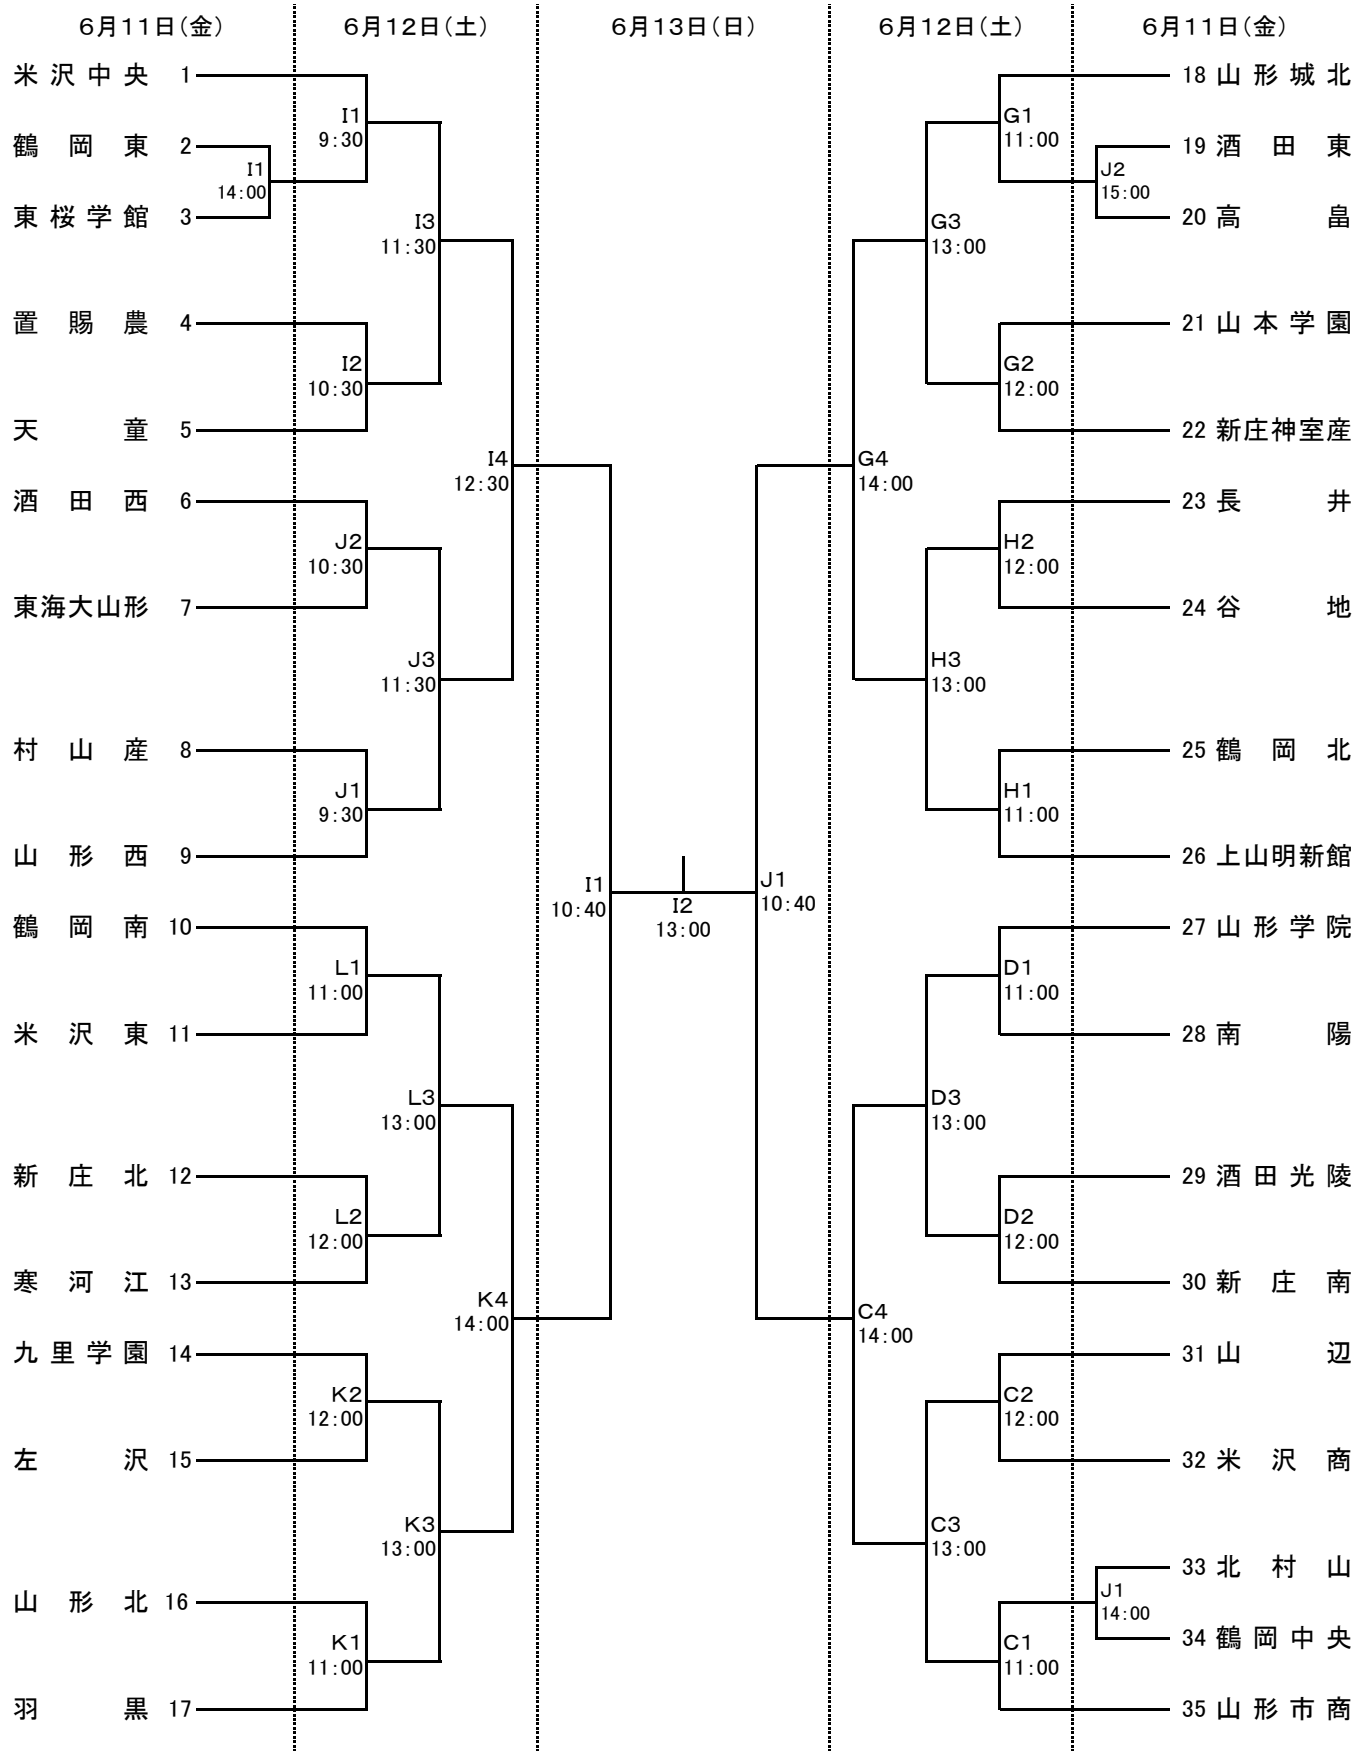 6月11日(金) 6月12日(土) 6月13日(日) 6月12日(土) 6月11日(金)
米沢中央 1
鶴岡東 2
東桜学館 3
置賜農 4
天童 5
酒田西 6
東海大山形 7
村山産 8
山形西 9
鶴岡南 10
米沢東 11
新庄北 12
寒河江 13
九里学園 14
左沢 15
山形北 16
羽黒 17
I1
14:00
I1
9:30
I2
10:30
J2
10:30
J1
9:30
L1
11:00
L2
12:00
K2
12:00
K1
11:00
I3
11:30
J3
11:30
L3
13:00
K3
13:00
I4
12:30
K4
14:00
I1
10:40
I2
13:00
J1
10:40
G4
14:00
C4
14:00
G3
13:00
H3
13:00
D3
13:00
C3
13:00
G1
11:00
G2
12:00
H2
12:00
H1
11:00
D1
11:00
D2
12:00
C2
12:00
C1
11:00
J2
15:00
J1
14:00
18 山形城北
19 酒田東
20 高畠
21 山本学園
22 新庄神室産
23 長井
24 谷地
25 鶴岡北
26 上山明新館
27 山形学院
28 南陽
29 酒田光陵
30 新庄南
31 山辺
32 米沢商
33 北村山
34 鶴岡中央
35 山形市商